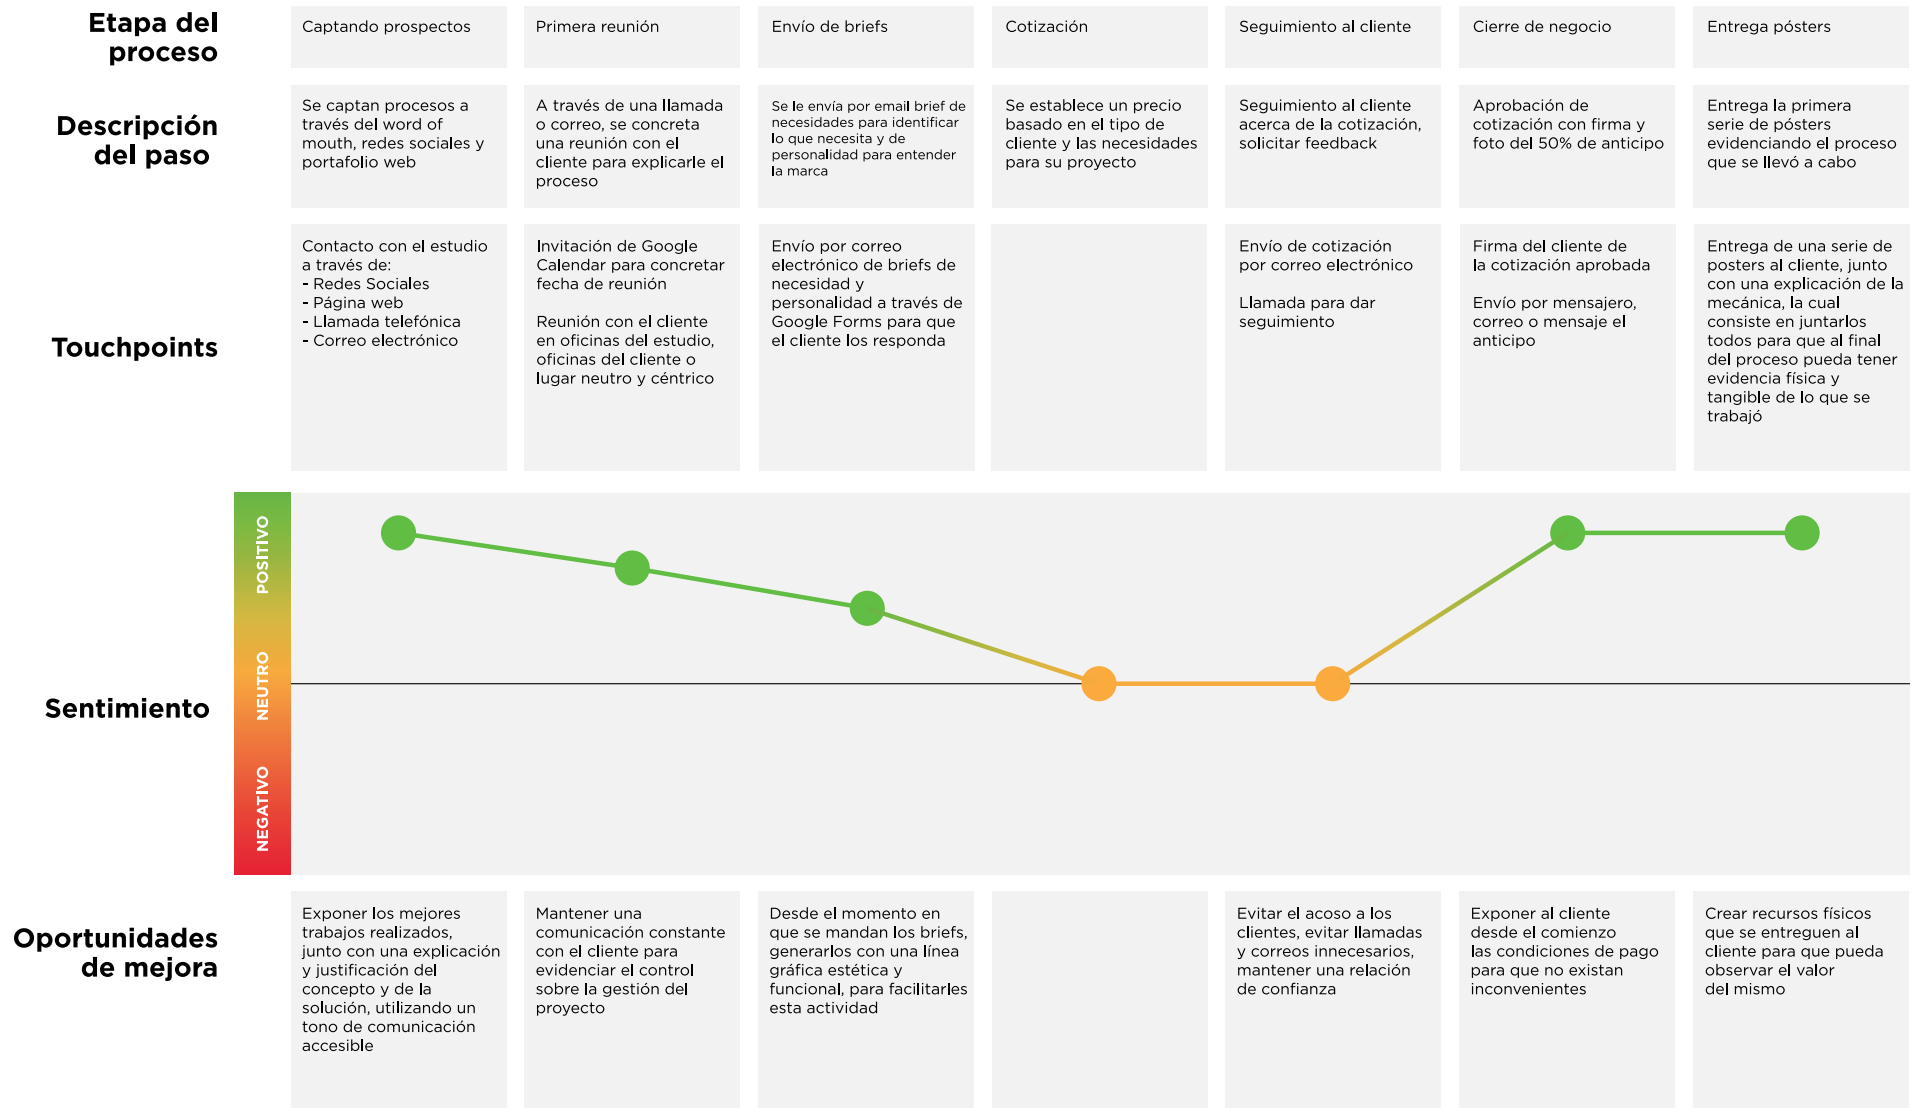 Etapa del
proceso
Captando prospectos
Primera reunión
Envío de briefs
Cotización
Seguimiento al cliente
Cierre de negocio
Entrega pósters
Descripción
del paso
Se captan procesos a
través del word of
mouth, redes sociales y
portafolio web
A través de una llamada
o correo, se concreta
una reunión con el
cliente para explicarle el
proceso
Se le envía por email brief de
necesidades para identificar
lo que necesita y de
personalidad para entender
la marca
Se establece un precio
basado en el tipo de
cliente y las necesidades
para su proyecto
Seguimiento al cliente
acerca de la cotización,
solicitar feedback
Aprobación de
cotización con firma y
foto del 50% de anticipo
Entrega la primera
serie de pósters
evidenciando el proceso
que se llevó a cabo
Touchpoints
Contacto con el estudio
a través de:
- Redes Sociales
- Página web
- Llamada telefónica
- Correo electrónico
Invitación de Google
Calendar para concretar
fecha de reunión
Reunión con el cliente
en oficinas del estudio,
oficinas del cliente o
lugar neutro y céntrico
Envío por correo
electrónico de briefs de
necesidad y
personalidad a través de
Google Forms para que
el cliente los responda
Envío de cotización
por correo electrónico
Llamada para dar
seguimiento
Firma del cliente de
la cotización aprobada
Envío por mensajero,
correo o mensaje el
anticipo
Entrega de una serie de
posters al cliente, junto
con una explicación de la
mecánica, la cual
consiste en juntarlos
todos para que al final
del proceso pueda tener
evidencia física y
tangible de lo que se
trabajó
Sentimiento
POSITIVO
NEUTRO
NEGATIVO
Oportunidades
de mejora
Exponer los mejores
trabajos realizados,
junto con una explicación
y justificación del
concepto y de la
solución, utilizando un
tono de comunicación
accesible
Mantener una
comunicación constante
con el cliente para
evidenciar el control
sobre la gestión del
proyecto
Desde el momento en
que se mandan los briefs,
generarlos con una línea
gráfica estética y
funcional, para facilitarles
esta actividad
Evitar el acoso a los
clientes, evitar llamadas
y correos innecesarios,
mantener una relación
de confianza
Exponer al cliente
desde el comienzo
las condiciones de pago
para que no existan
inconvenientes
Crear recursos físicos
que se entreguen al
cliente para que pueda
observar el valor
del mismo